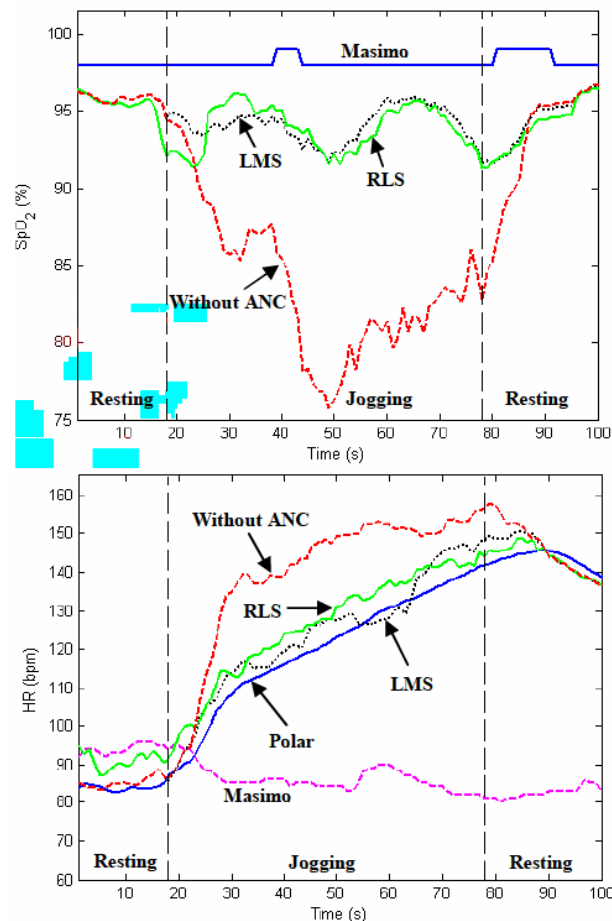 100
95
90
85
80
75
SpO₂ (%)
Masimo
LMS
RLS
Without ANC
Resting
Jogging
Resting
10 20 30 40 50 60 70 80 90 100
Time (s)
160
150
140
130
120
110
100
90
80
70
60
HR (bpm)
Without ANC
RLS
LMS
Polar
Masimo
Resting
Jogging
Resting
10 20 30 40 50 60 70 80 90 100
Time (s)